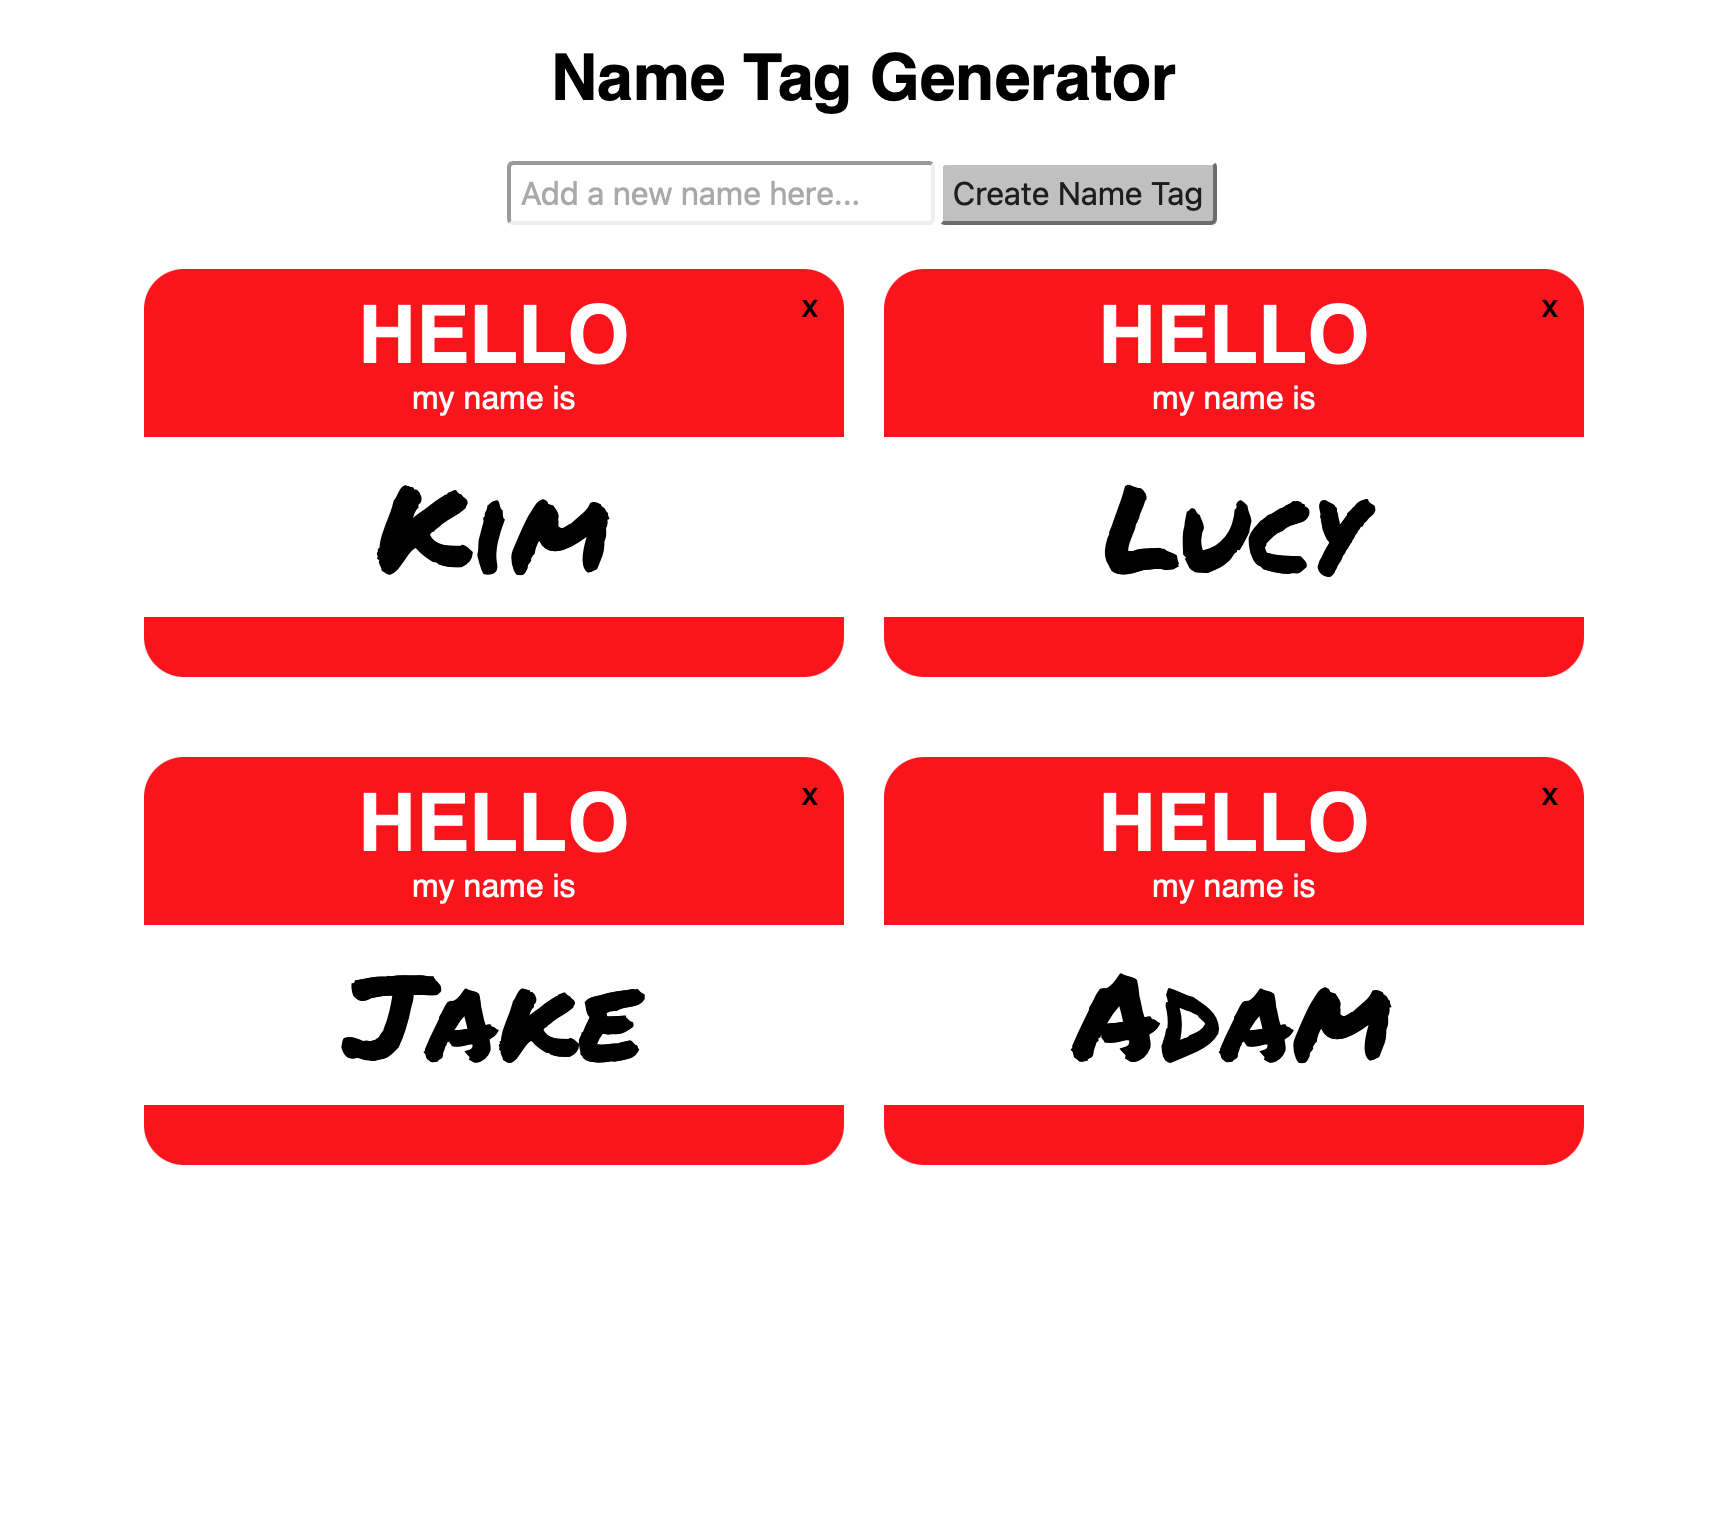 Name Tag Generator
Add a new name here...
Create Name Tag
HELLO
x
my name is
Kim
HELLO
x
my name is
Lucy
HELLO
x
my name is
Jake
HELLO
x
my name is
Adam